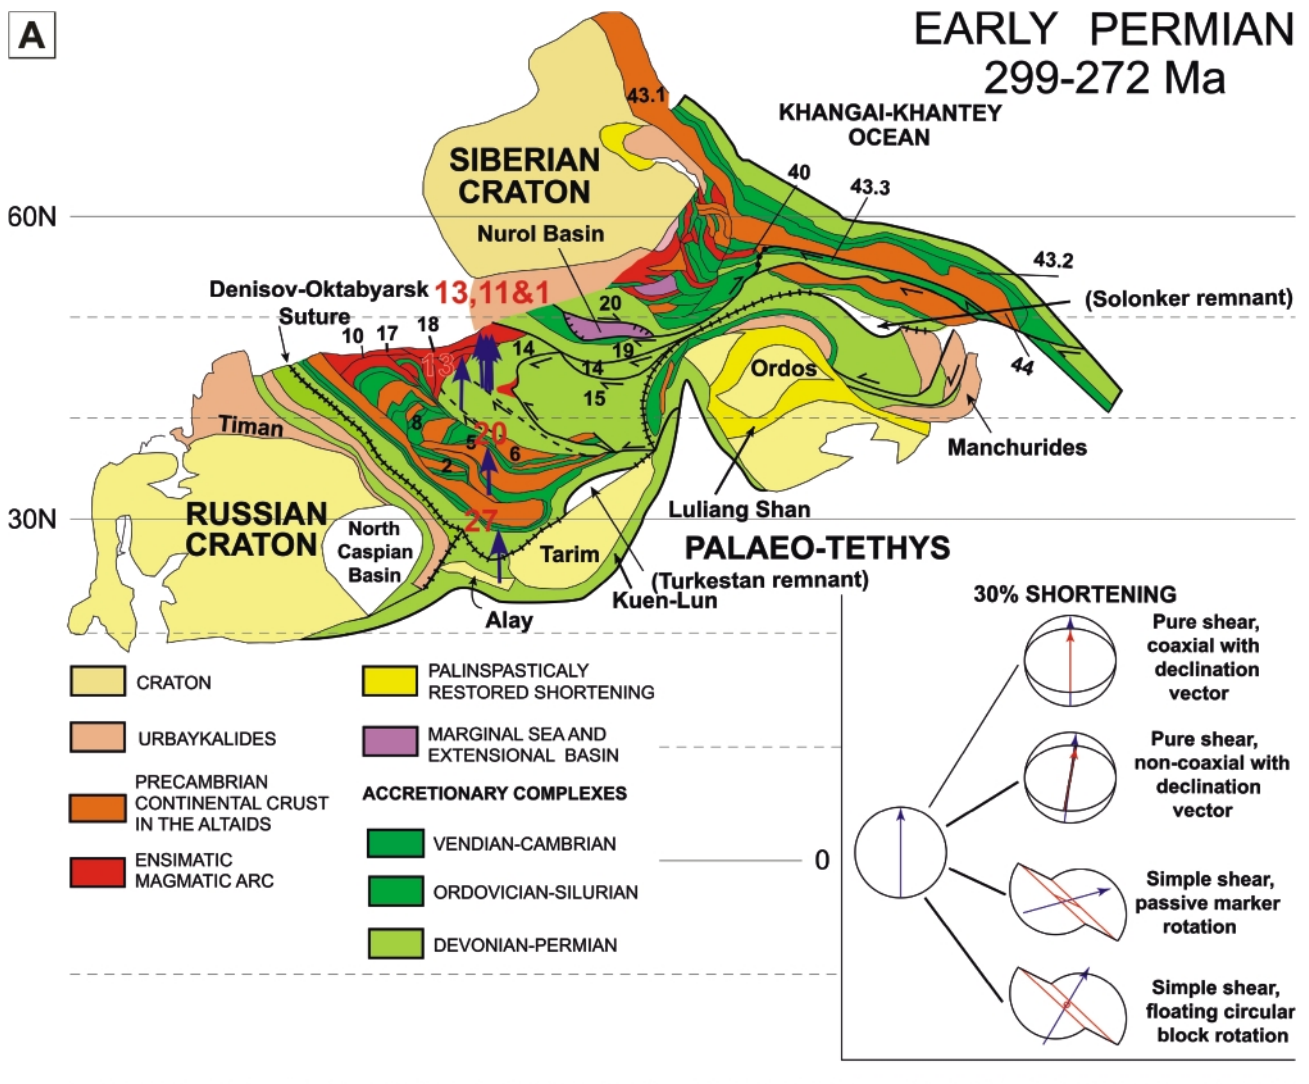 A
EARLY PERMIAN
299-272 Ma
43.1
KHANGAI-KHANTEY
OCEAN
SIBERIAN
CRATON
40
43.3
60N
Nurol Basin
43.2
Denisov-Oktabyarsk
Suture
13,11&1
20
(Solonker remnant)
10
17
18
13
14
19
14
15
Ordos
44
Timan
8
5
20
6
2
Manchurides
Luliang Shan
30N
RUSSIAN
CRATON
North
Caspian
Basin
27
Tarim
PALAEO-TETHYS
(Turkestan remnant)
Kuen-Lun
Alay
30% SHORTENING
Pure shear,
coaxial with
declination
vector
Pure shear,
non-coaxial with
declination
vector
Simple shear,
passive marker
rotation
Simple shear,
floating circular
block rotation
0
CRATON
URBAYKALIDES
PRECAMBRIAN
CONTINENTAL CRUST
IN THE ALTAIDS
ENSIMATIC
MAGMATIC ARC
PALINSPASTICALY
RESTORED SHORTENING
MARGINAL SEA AND
EXTENSIONAL BASIN
ACCRETIONARY COMPLEXES
VENDIAN-CAMBRIAN
ORDOVICIAN-SILURIAN
DEVONIAN-PERMIAN